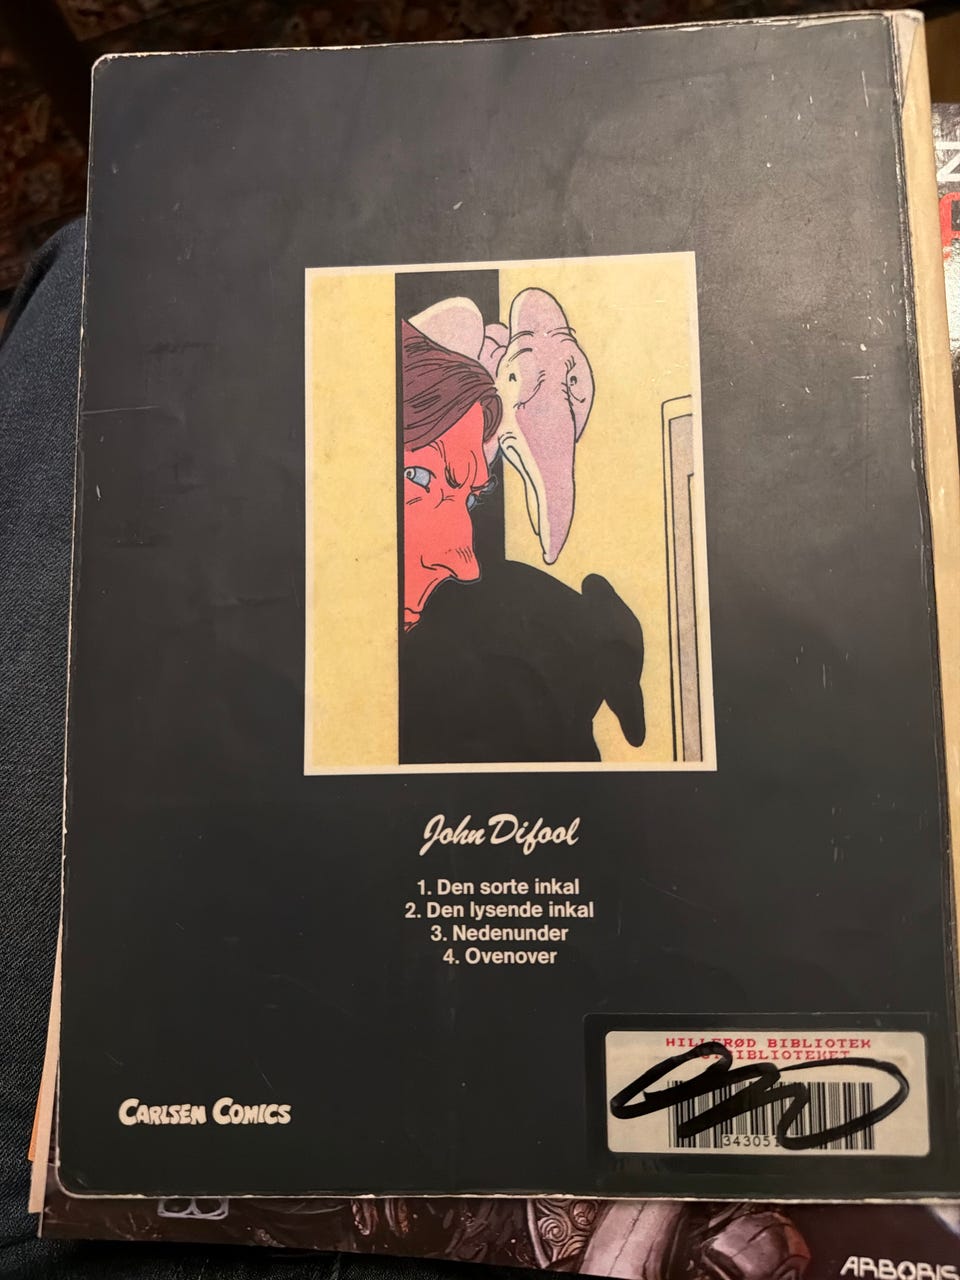 John Difool
1. Den sorte inkal
2. Den lysende inkal
3. Nedenunder
4. Ovenover
HILLERØD BIBLIOTEK
CARLSEN COMICS
343051
ARBORIS